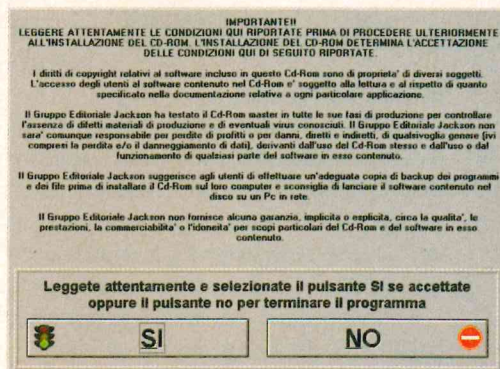 IMPORTANTE!!
LEGGERE ATTENTAMENTE LE CONDIZIONI QUI RIPORTATE PRIMA DI PROCEDERE ULTERIORMENTE
ALL'INSTALLAZIONE DEL CD-ROM. L'INSTALLAZIONE DEL CD-ROM DETERMINA L'ACCETTAZIONE
DELLE CONDIZIONI QUI DI SEGUITO RIPORTATE.
I diritti di copyright relativi al software incluso in questo Cd-Rom sono di proprieta' di diversi soggetti.
L'accesso degli utenti al software contenuto nel Cd-Rom e' soggetto alla lettura e al rispetto di quanto
specificato nella documentazione relativa a ogni particolare applicazione.
Il Gruppo Editoriale Jackson ha testato il Cd-Rom master in tutte le sue fasi di produzione per controllare
l'assenza di difetti materiali di produzione e di eventuali virus conosciuti. Il Gruppo Editoriale Jackson non
sara' comunque responsabile per perdite di profitti e per danni, diretti e indiretti, di qualsivoglia genere (ivi
compresi la perdita e/o il danneggiamento di dati), derivanti dall'uso del Cd-Rom stesso e dall'uso o dal
funzionamento di qualsiasi parte del software in esso contenuto.
Il Gruppo Editoriale Jackson suggerisce agli utenti di effettuare un'adeguata copia di backup dei programmi
e dei file prima di installare il Cd-Rom sul loro computer e sconsiglia di lanciare il software contenuto nel
disco su un Pc in rete.
Il Gruppo Editoriale Jackson non fornisce alcuna garanzia, implicita o esplicita, circa la qualita', le
prestazioni, la commerciabilita' o l'idoneita' per scopi particolari del Cd-Rom e del software in esso
contenuto.
Leggete attentamente e selezionate il pulsante SI se accettate
oppure il pulsante no per terminare il programma
SI
NO